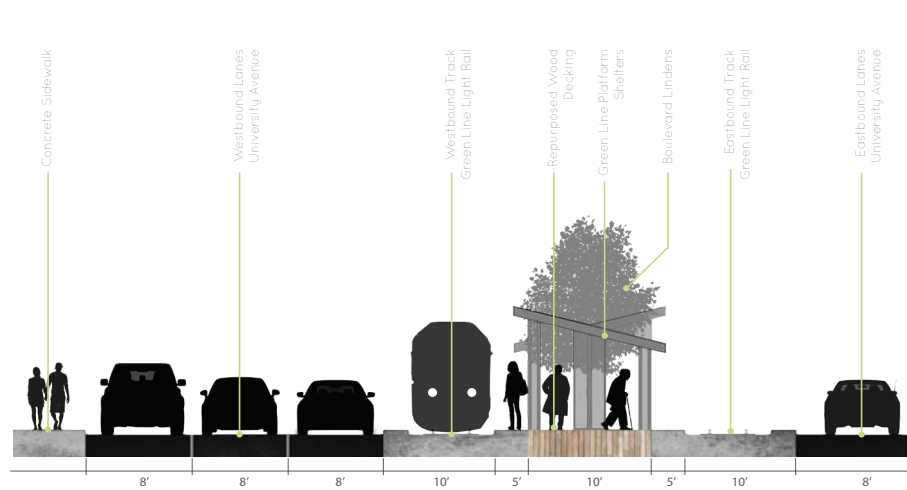 Concrete Sidewalk
Westbound Lanes
University Avenue
Westbound Track
Green Line Light Rail
Repurposed Wood
Decking
Green Line Platform
Shelters
Boulevard Lindens
Eastbound Track
Green Line Light Rail
Eastbound Lanes
University Avenue
8’
8’
8’
10’
5’
10’
5’
10’
8’